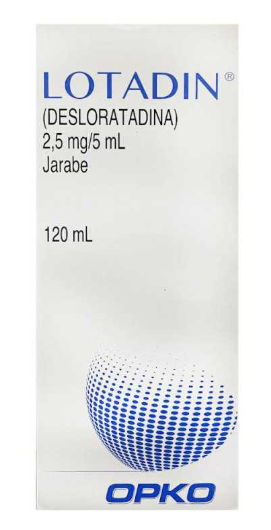 LOTADIN®
(DESLORATADINA)
2,5 mg/5 mL
Jarabe
120 mL
OPKO